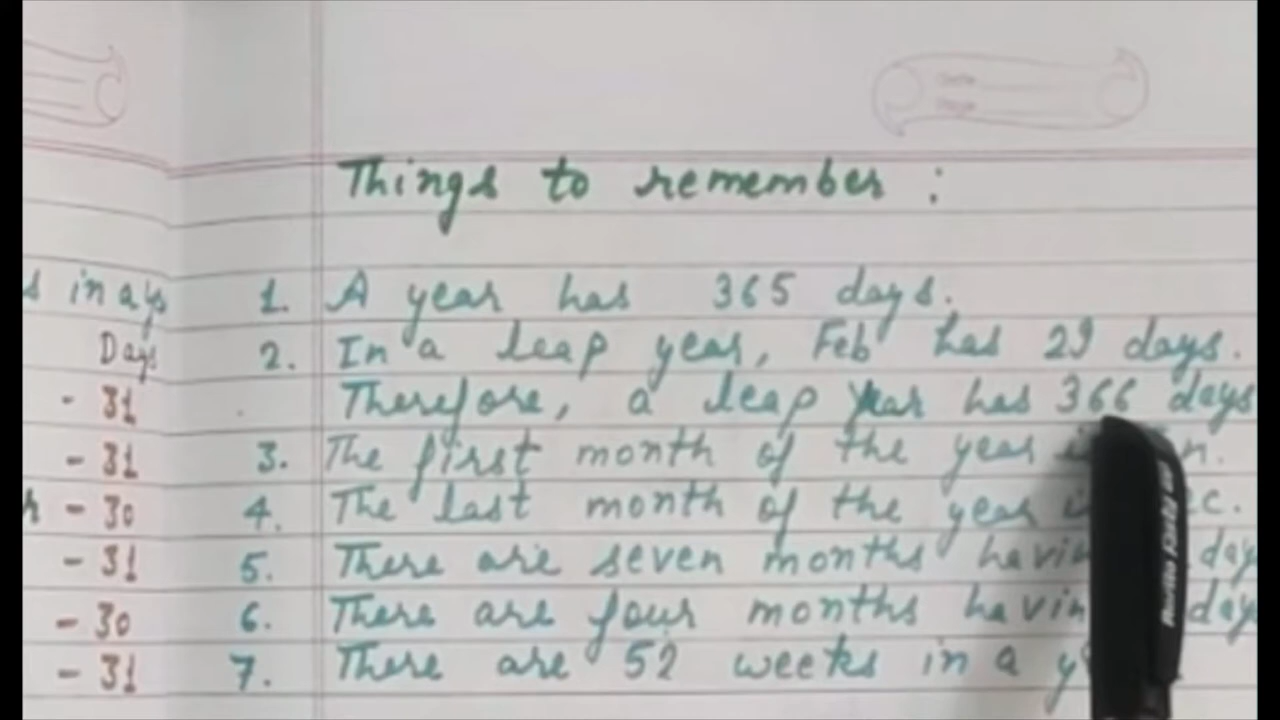 Things to remember :
in ays
Days
- 31
- 31
- 30
- 31
- 30
- 31
1. A year has 365 days.
2. In a leap year, Feb has 29 days.
Therefore, a leap year has 366 days
3. The first month of the year
4. The last month of the year
5. There are seven months
6. There are four months
7. There are 52 weeks in a